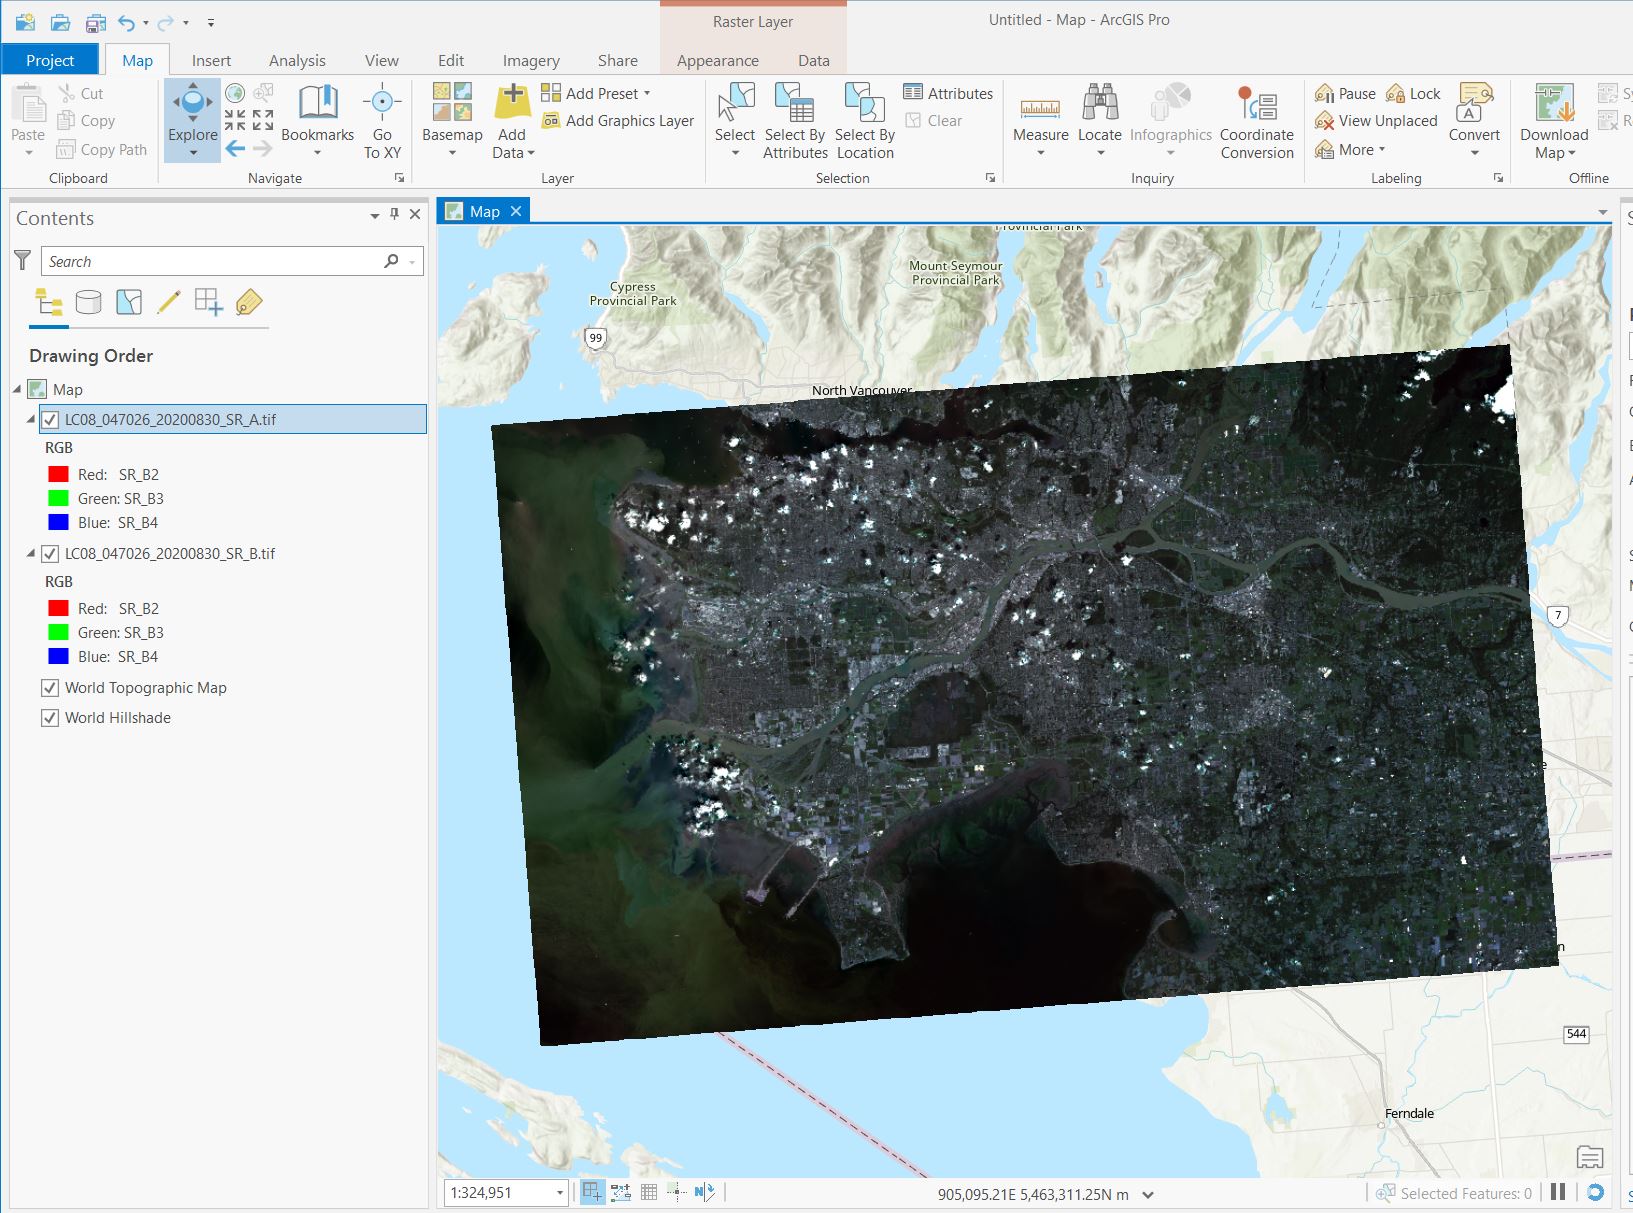 Raster Layer
Untitled - Map - ArcGIS Pro
Project
Map
Insert
Analysis
View
Edit
Imagery
Share
Appearance
Data
Paste
Cut
Copy
Copy Path
Clipboard
Explore
Bookmarks
Go
To XY
Navigate
Basemap
Add
Data
Add Preset
Add Graphics Layer
Layer
Select
Select By
Attributes
Select By
Location
Attributes
Clear
Selection
Measure
Locate
Infographics
Coordinate
Conversion
Inquiry
Pause
Lock
View Unplaced
More
Convert
Labeling
Download
Map
Offline
Contents
Search
Drawing Order
Map
LC08_047026_20200830_SR_A.tif
RGB
Red: SR_B2
Green: SR_B3
Blue: SR_B4
LC08_047026_20200830_SR_B.tif
RGB
Red: SR_B2
Green: SR_B3
Blue: SR_B4
World Topographic Map
World Hillshade
Map
Provincial Park
Mount Seymour
Provincial Park
Cypress
Provincial Park
99
North Vancouver
7
544
Ferndale
1:324,951
905,095.21E 5,463,311.25N m
Selected Features: 0